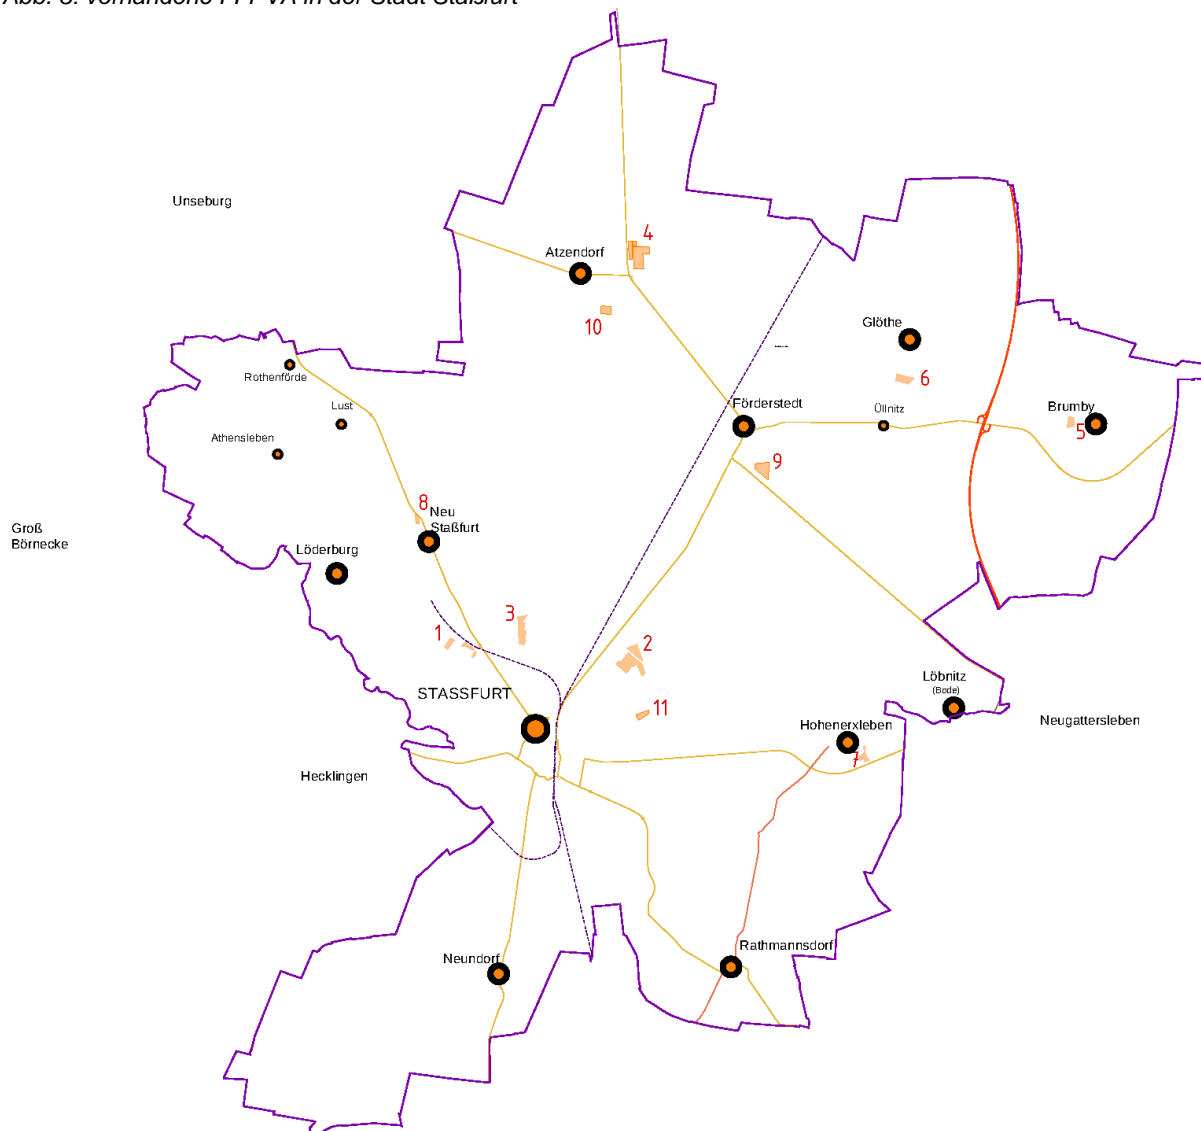 Abb. 3: vorhandene PFPVA in der Stadt Staßfurt
Unseburg
4
Atzendorf
10
Glöthe
6
Rothenförde
Förderstedt
Lust
Üllnitz
Brumby
5
Athensleben
9
8
Neu
Staßfurt
Groß
Börnecke
Löderburg
3
1
2
Löbnitz
(Bode)
STASSFURT
11
Neugattersleben
Hohenerxleben
7
Hecklingen
Rathmannsdorf
Neundorf